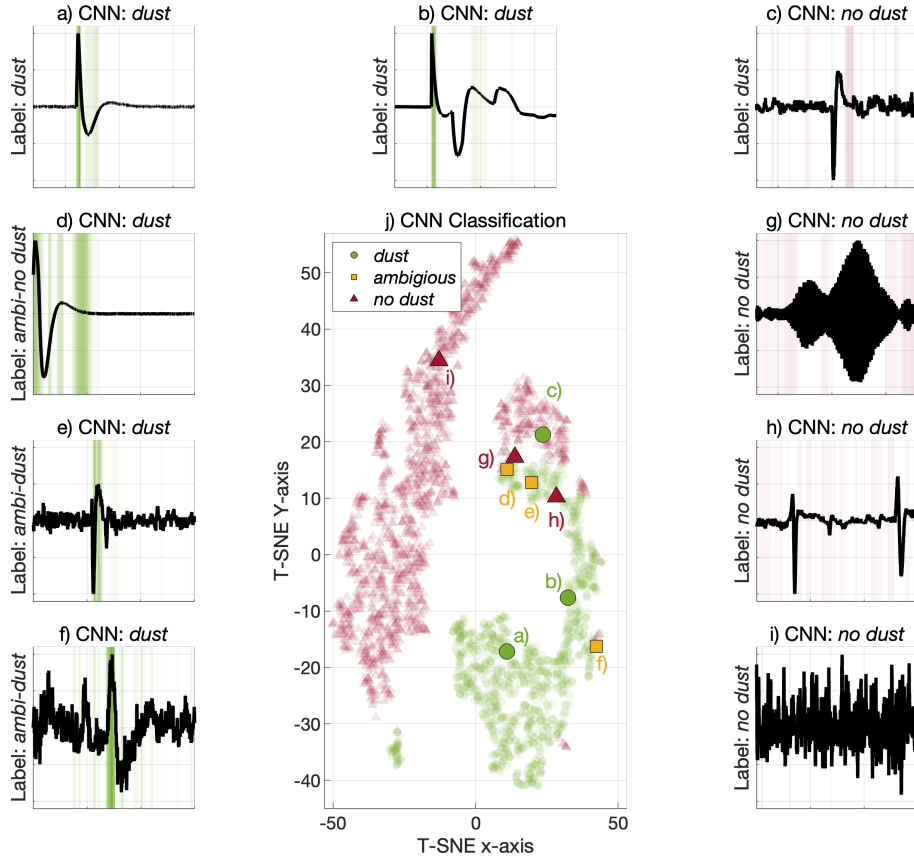 a) CNN: dust
Label: dust
b) CNN: dust
Label: dust
c) CNN: no dust
Label: dust
d) CNN: dust
Label: ambi-no dust
e) CNN: dust
Label: ambi-dust
f) CNN: dust
Label: ambi-dust
j) CNN Classification
dust
ambigious
no dust
T-SNE Y-axis
50
40
30
20
10
0
-10
-20
-30
-40
-50
0
50
T-SNE x-axis
i)
c)
g)
d)
e)
h)
b)
a)
f)
g) CNN: no dust
Label: no dust
h) CNN: no dust
Label: no dust
i) CNN: no dust
Label: no dust